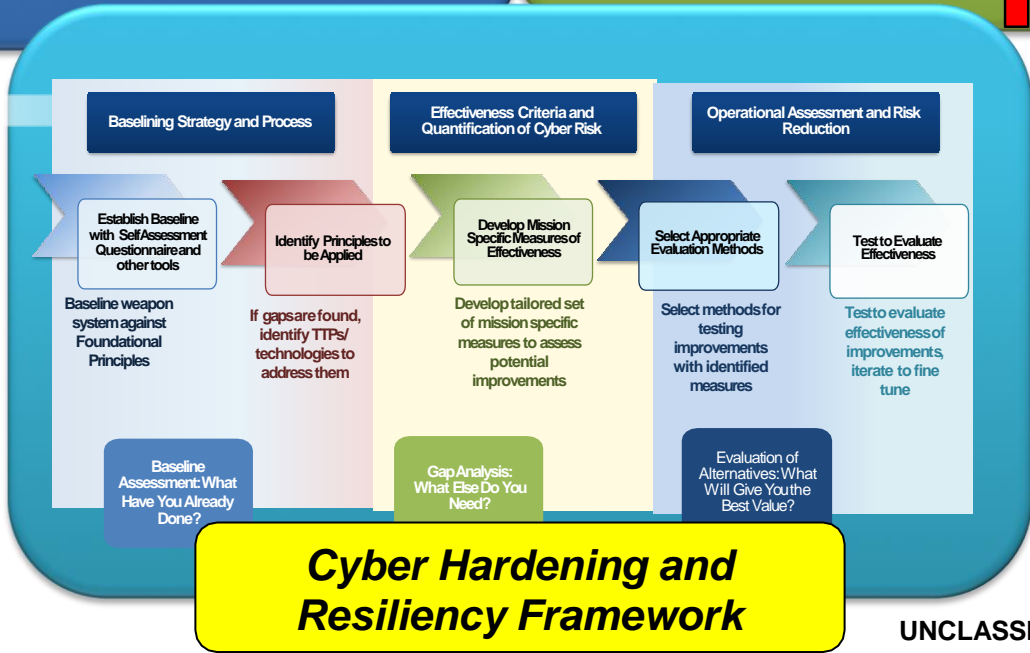 Baselining Strategy and Process
Effectiveness Criteria and
Quantification of Cyber Risk
Operational Assessment and Risk
Reduction
Establish Baseline
with Self Assessment
Questionnaire and
other tools
Identify Principles to
be Applied
Develop Mission
Specific Measures of
Effectiveness
Select Appropriate
Evaluation Methods
Test to Evaluate
Effectiveness
Baseline weapon
system against
Foundational
Principles
If gaps are found,
identify TTPs/
technologies to
address them
Develop tailored set
of mission specific
measures to assess
potential
improvements
Select methods for
testing
improvements
with identified
measures
Test to evaluate
effectiveness of
improvements,
iterate to fine
tune
Baseline
Assessment: What
Have You Already
Done?
Gap Analysis:
What Else Do You
Need?
Evaluation of
Alternatives: What
Will Give You the
Best Value?
Cyber Hardening and
Resiliency Framework